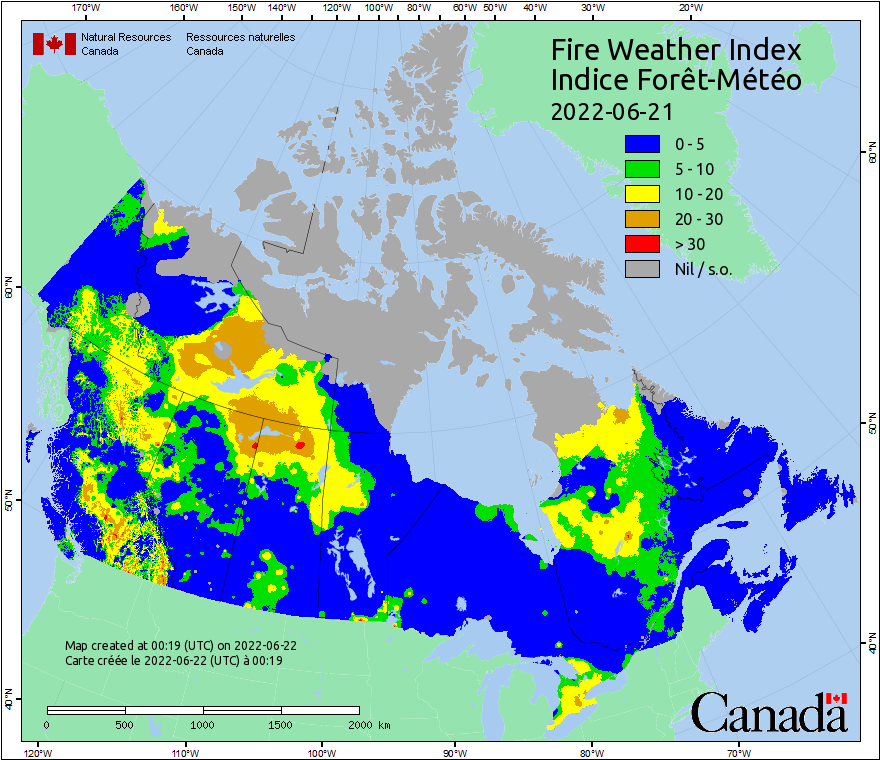 170°W 160°W 150°W 140°W 130°W 120°W 110°W 100°W 90°W 80°W 60°W 50°W 40°W 30°W 20°W
Natural Resources Ressources naturelles
Canada Canada
Fire Weather Index
Indice Forêt-Météo
2022-06-21
0 - 5
5 - 10
10 - 20
20 - 30
> 30
Nil / s.o.
60°N
60°N
50°N
50°N
40°N
40°N
Map created at 00:19 (UTC) on 2022-06-22
Carte créée le 2022-06-22 (UTC) à 00:19
0 500 1000 1500 2000 km
Canada
120°W 110°W 100°W 90°W 80°W 70°W